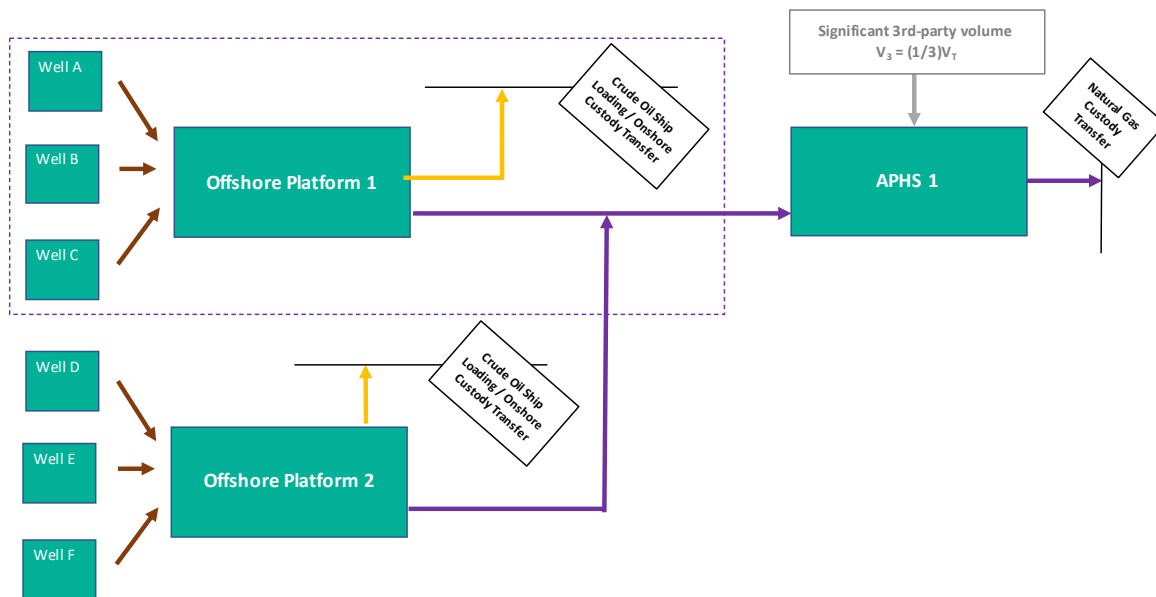 Well A
Well B
Well C
Offshore Platform 1
Crude Oil Ship
Loading / Onshore
Custody Transfer
Significant 3rd-party volume
V₃ = (1/3)V_T
APHS 1
Natural Gas
Custody
Transfer
Well D
Well E
Well F
Offshore Platform 2
Crude Oil Ship
Loading / Onshore
Custody Transfer